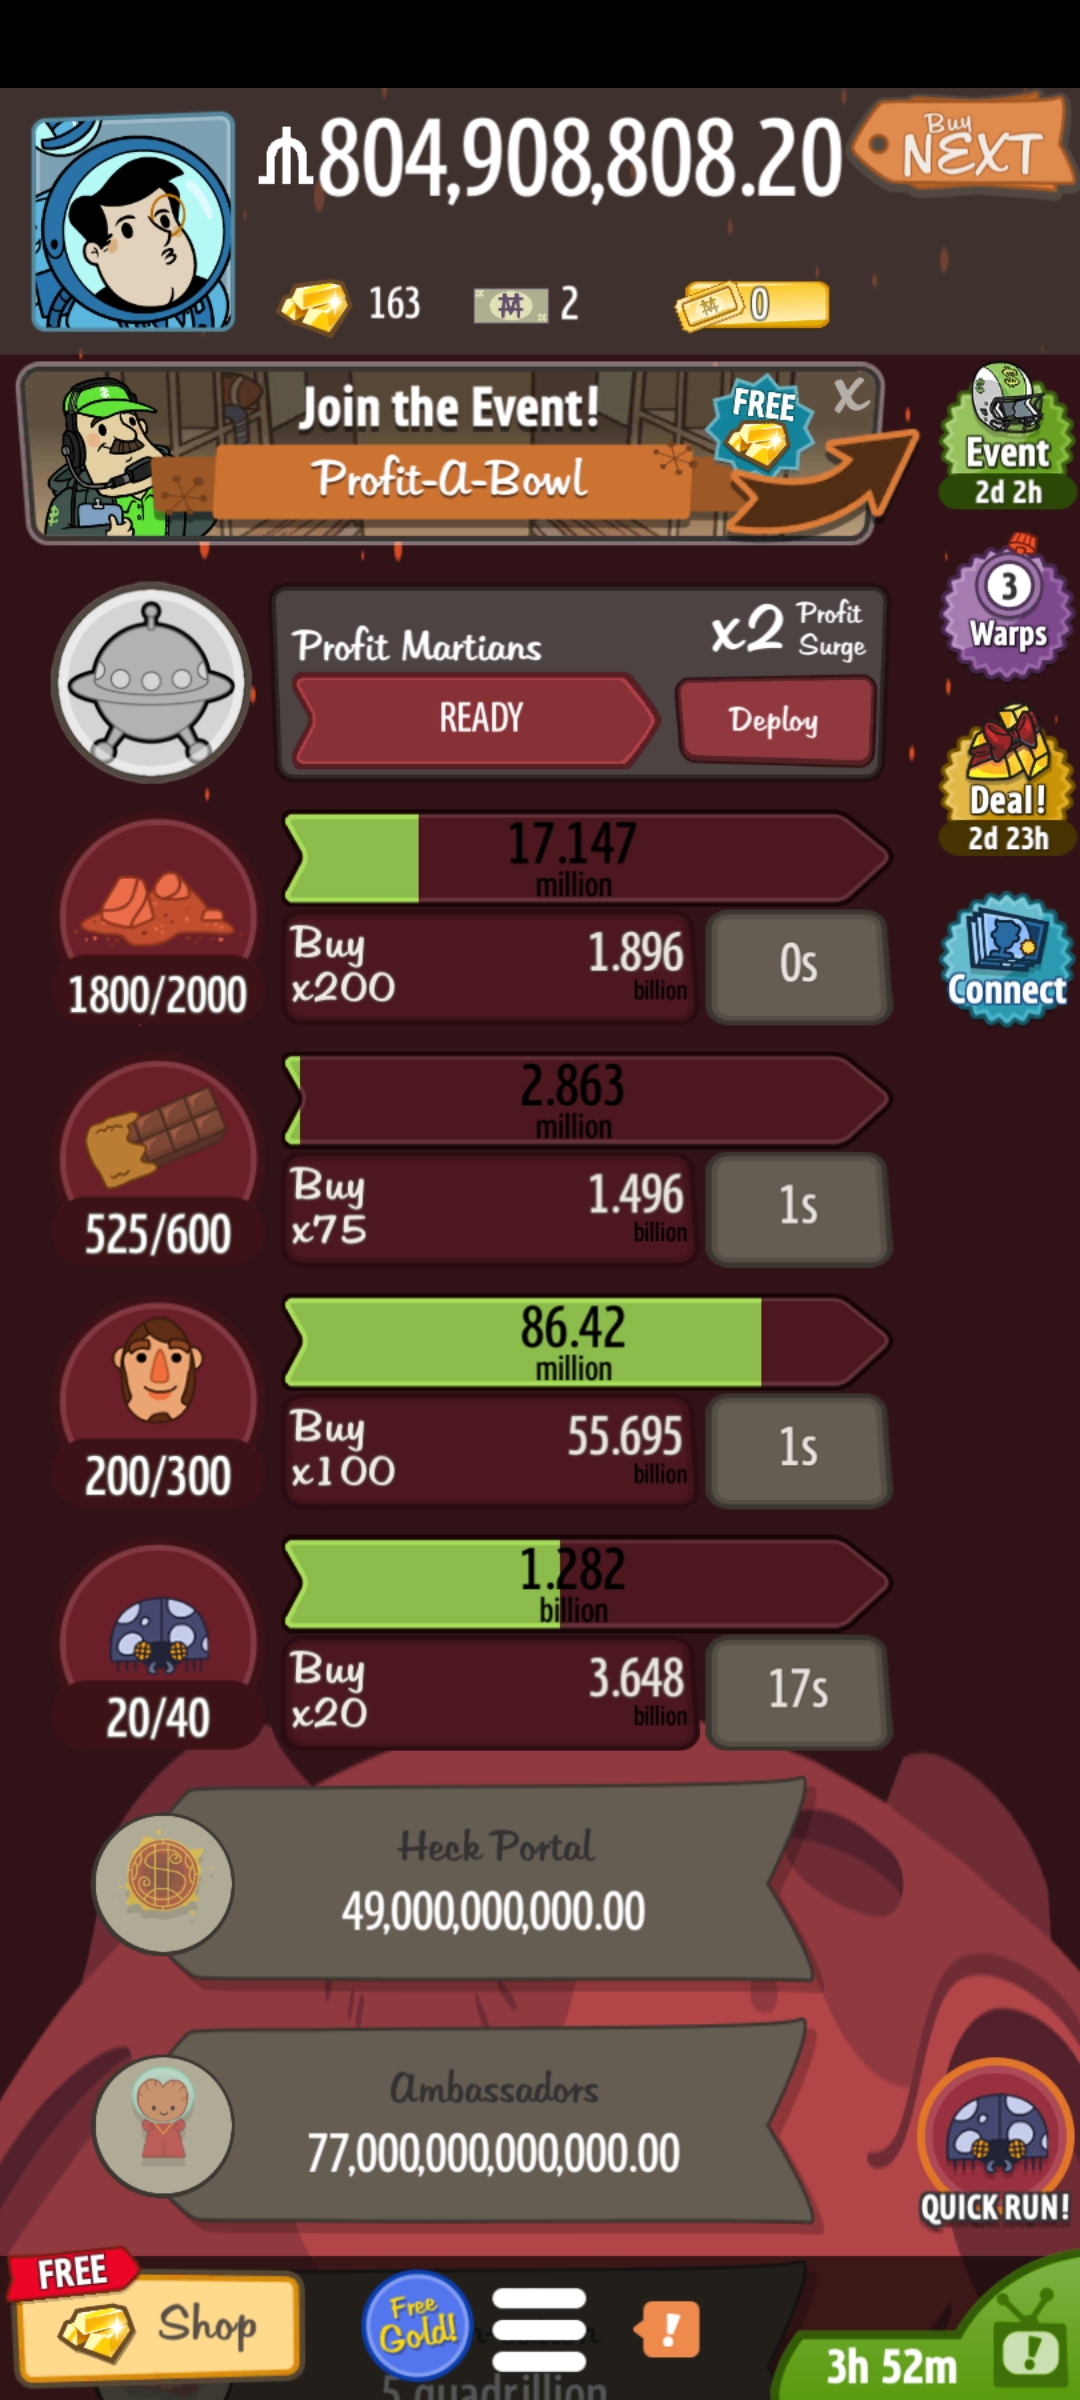 804,908,808.20
Buy
NEXT
163
2
0
Join the Event!
FREE
X
Profit-A-Bowl
Event
2d 2h
3
Warps
Profit Martians
x2 Profit
Surge
READY
Deploy
Deal!
2d 23h
17.147
million
1800/2000
Buy
x200
1.896
billion
0s
Connect
2.863
million
525/600
Buy
x75
1.496
billion
1s
86.42
million
200/300
Buy
x100
55.695
billion
1s
1.282
billion
20/40
Buy
x20
3.648
billion
17s
Heck Portal
49,000,000,000.00
Ambassadors
77,000,000,000,000.00
QUICK RUN!
FREE
Shop
Free
Gold!
!
5 quadrillion
3h 52m
!